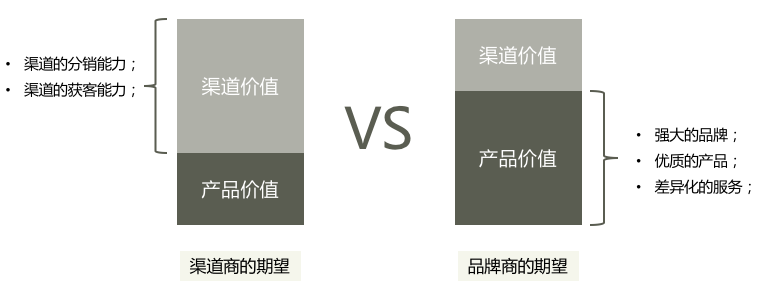 • 渠道的分销能力；
• 渠道的获客能力；
渠道价值
产品价值
渠道商的期望
VS
渠道价值
产品价值
品牌商的期望
• 强大的品牌；
• 优质的产品；
• 差异化的服务；